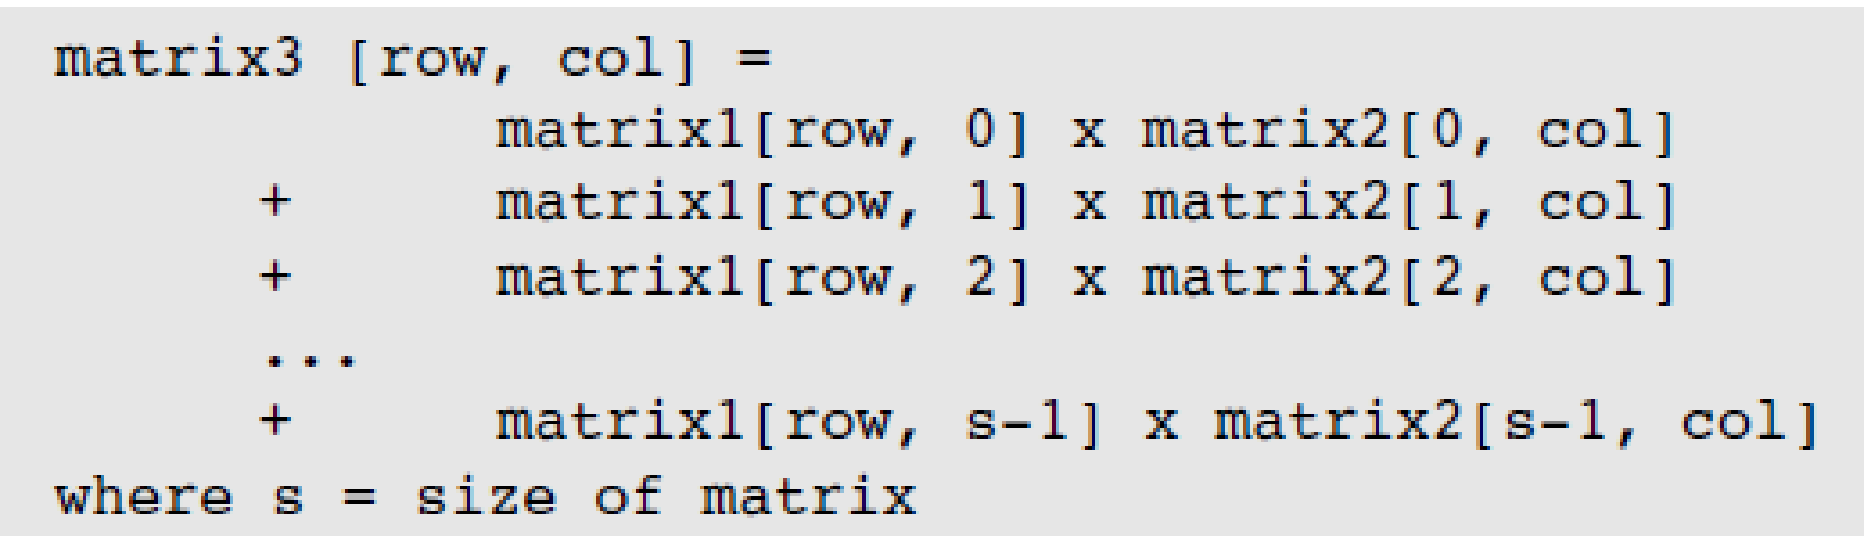 matrix3 [row, col] =
matrix1[row, 0] x matrix2[0, col]
+ matrix1[row, 1] x matrix2[1, col]
+ matrix1[row, 2] x matrix2[2, col]
...
+ matrix1[row, s-1] x matrix2[s-1, col]
where s = size of matrix